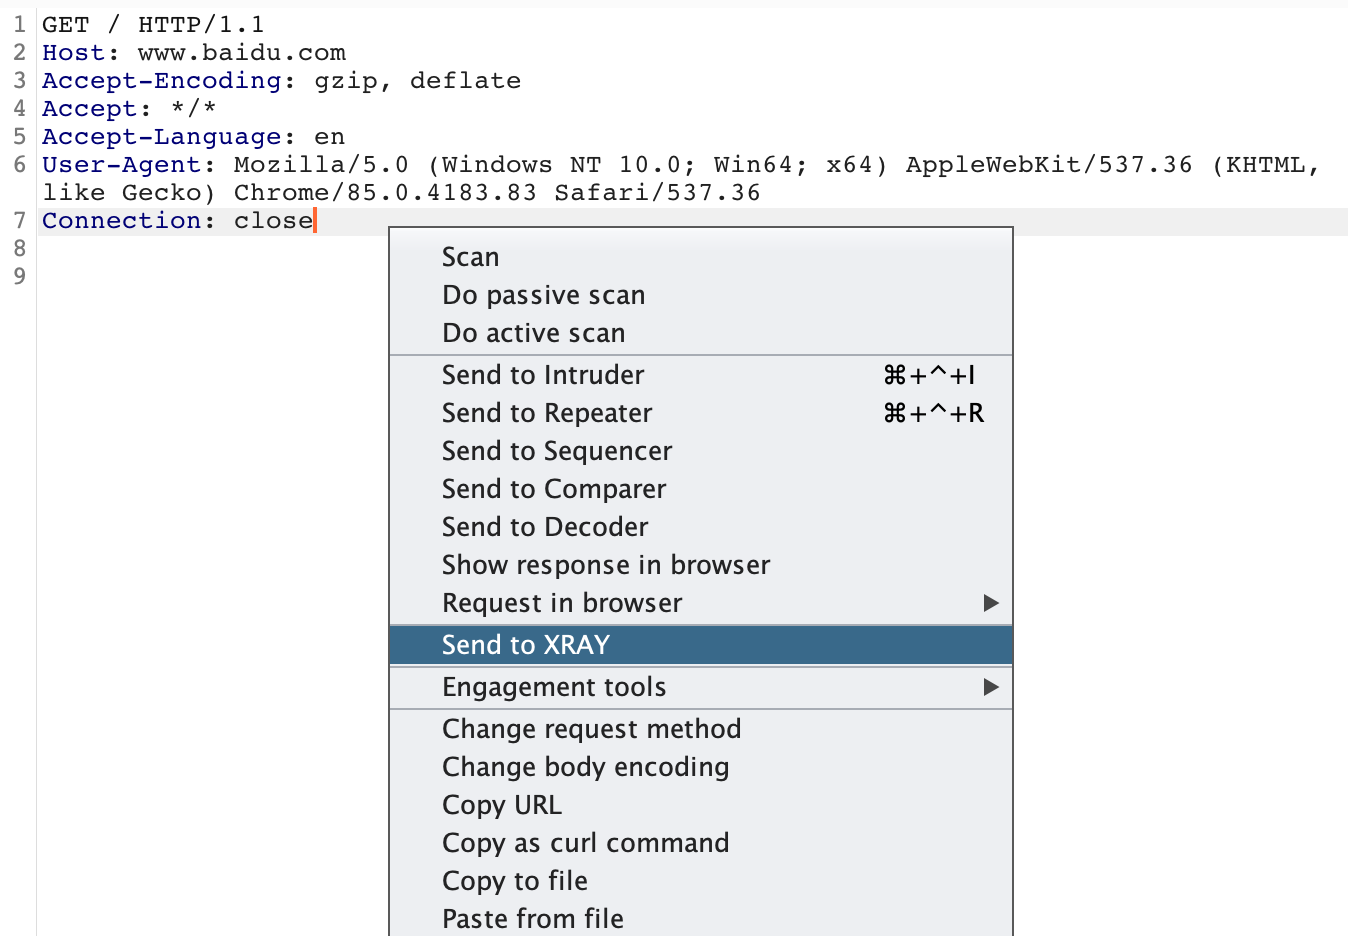 1 GET / HTTP/1.1
2 Host: www.baidu.com
3 Accept-Encoding: gzip, deflate
4 Accept: */*
5 Accept-Language: en
6 User-Agent: Mozilla/5.0 (Windows NT 10.0; Win64; x64) AppleWebKit/537.36 (KHTML,
like Gecko) Chrome/85.0.4183.83 Safari/537.36
7 Connection: close
8
9
Scan
Do passive scan
Do active scan
Send to Intruder ⌘+^+I
Send to Repeater ⌘+^+R
Send to Sequencer
Send to Comparer
Send to Decoder
Show response in browser
Request in browser
Send to XRAY
Engagement tools
Change request method
Change body encoding
Copy URL
Copy as curl command
Copy to file
Paste from file